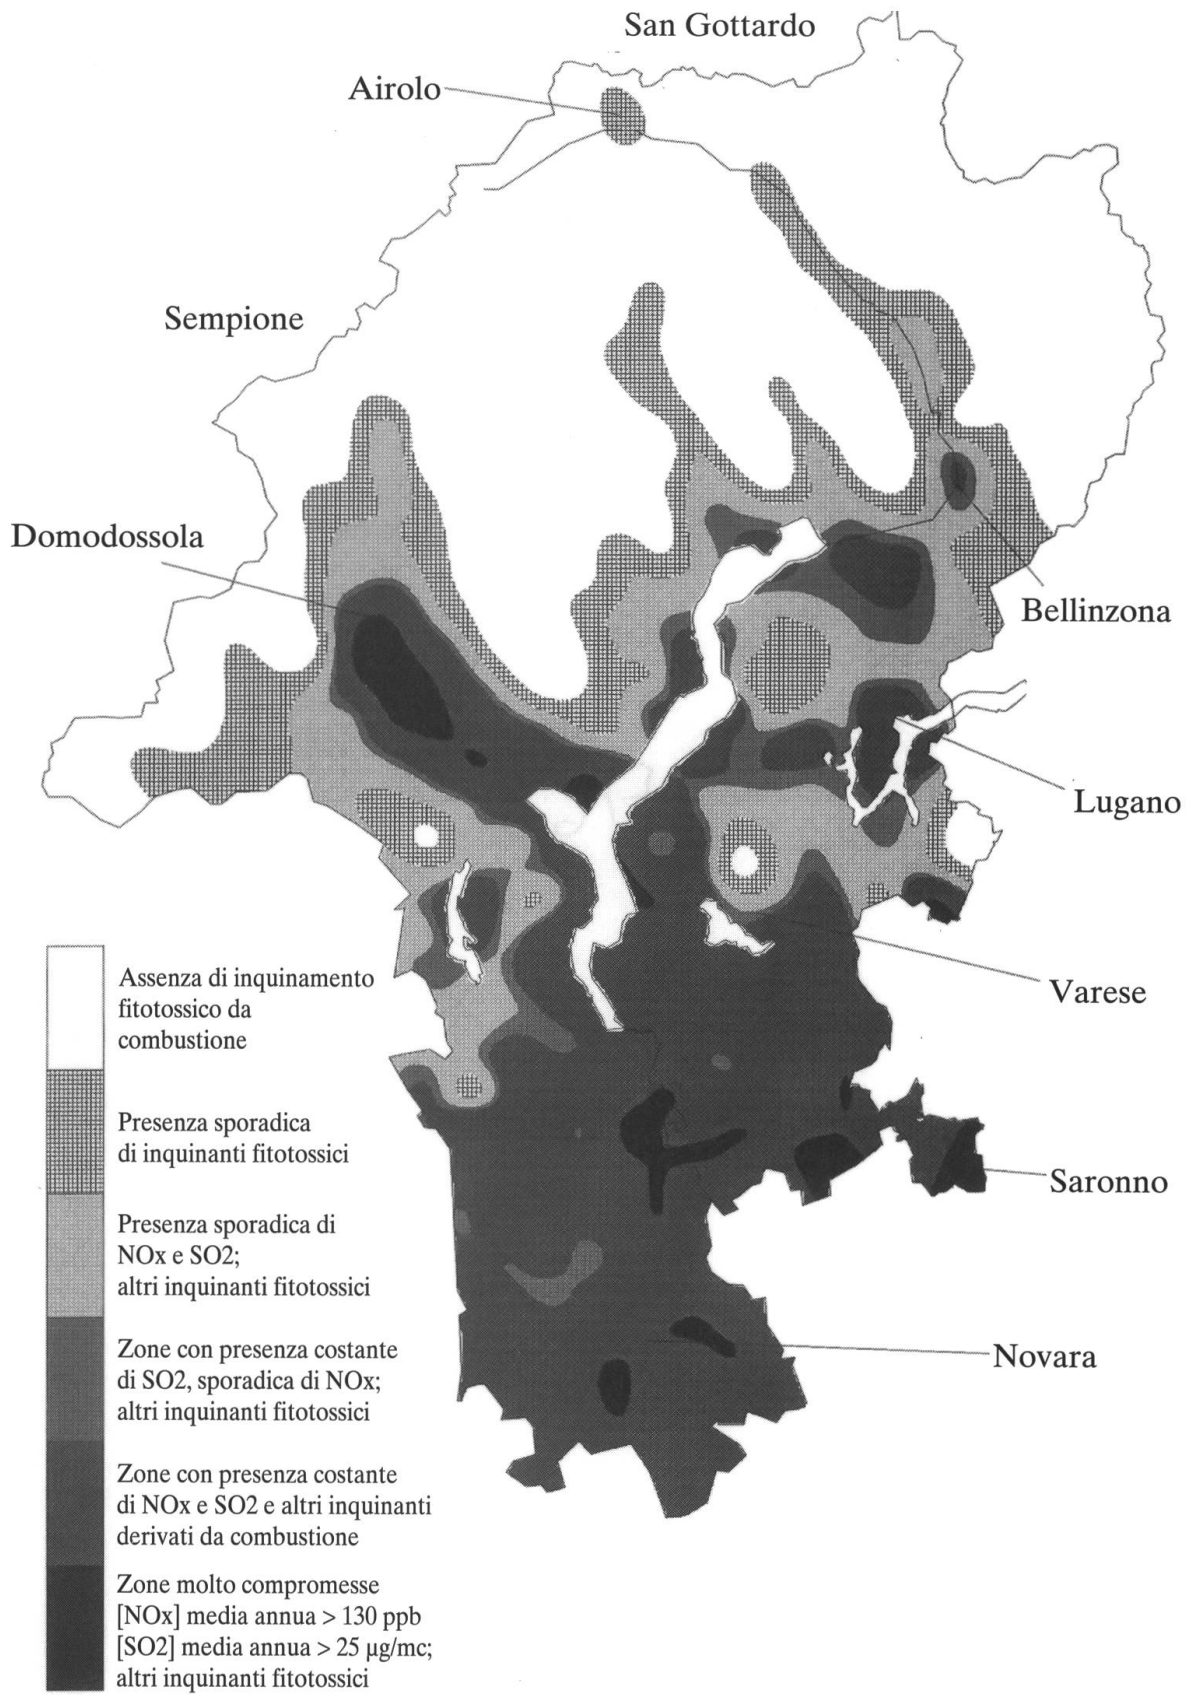 San Gottardo
Airolo
Sempione
Domodossola
Bellinzona
Lugano
Varese
Saronno
Novara
Assenza di inquinamento
fitotossico da
combustione
Presenza sporadica
di inquinanti fitotossici
Presenza sporadica di
NOx e SO2;
altri inquinanti fitotossici
Zone con presenza costante
di SO2, sporadica di NOx;
altri inquinanti fitotossici
Zone con presenza costante
di NOx e SO2 e altri inquinanti
derivati da combustione
Zone molto compromesse
[NOx] media annua > 130 ppb
[SO2] media annua > 25 µg/mc;
altri inquinanti fitotossici